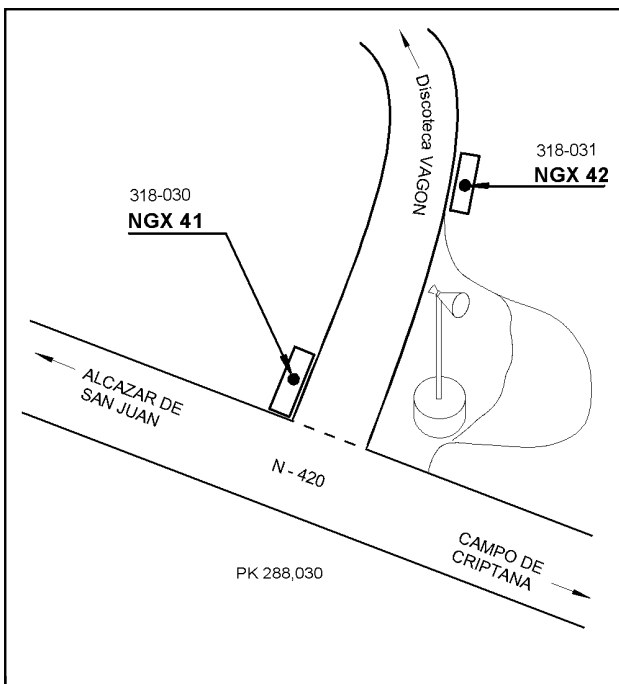 Discoteca VAGON
318-031
NGX 42
318-030
NGX 41
ALCAZAR DE
SAN JUAN
N - 420
CAMPO DE
CRIPTANA
PK 288,030